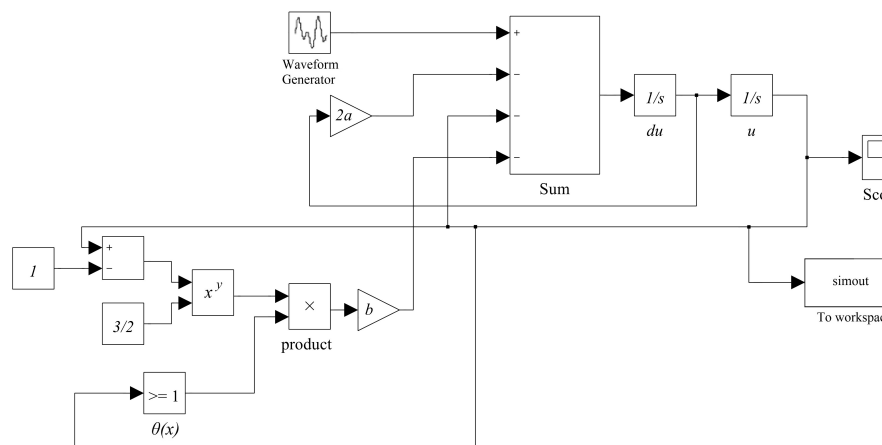 Waveform
Generator
+
−
−
−
Sum
2a
1/s
du
1/s
u
+
−
1
x^y
3/2
×
product
b
>= 1
θ(x)
simout